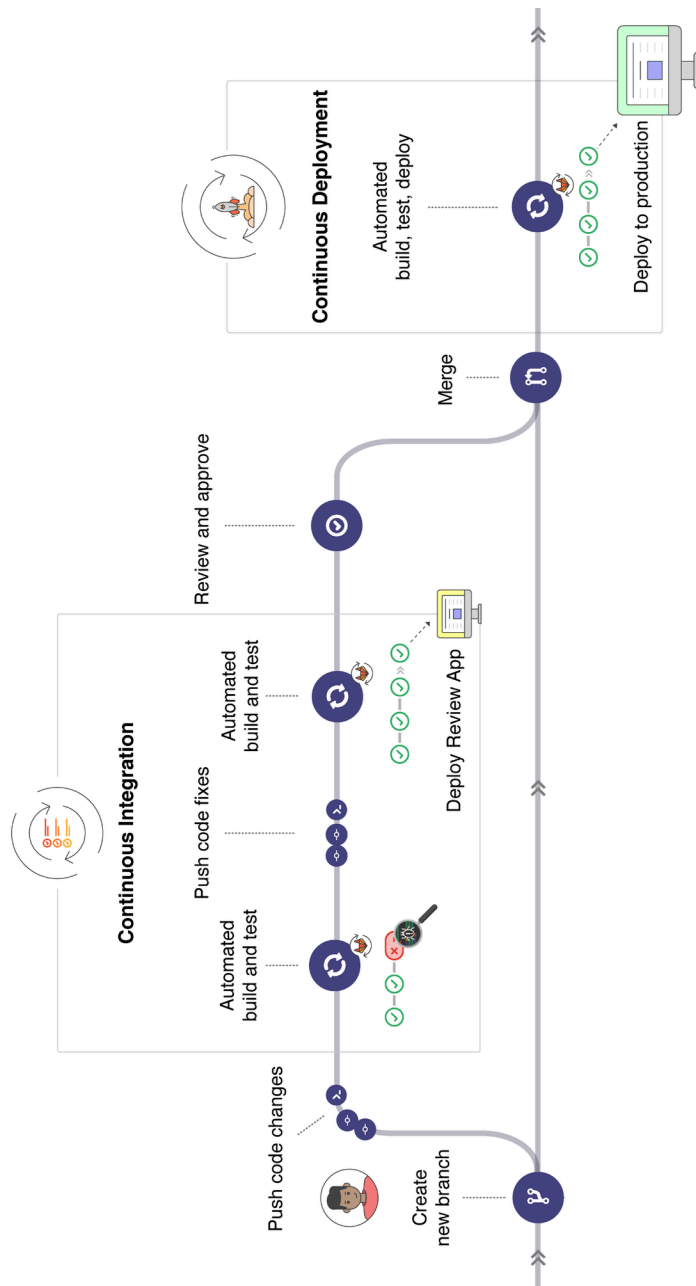 Create
new branch
Push code changes
Continuous Integration
Automated
build and test
Push code fixes
Automated
build and test
Deploy Review App
Review and approve
Merge
Continuous Deployment
Automated
build, test, deploy
Deploy to production